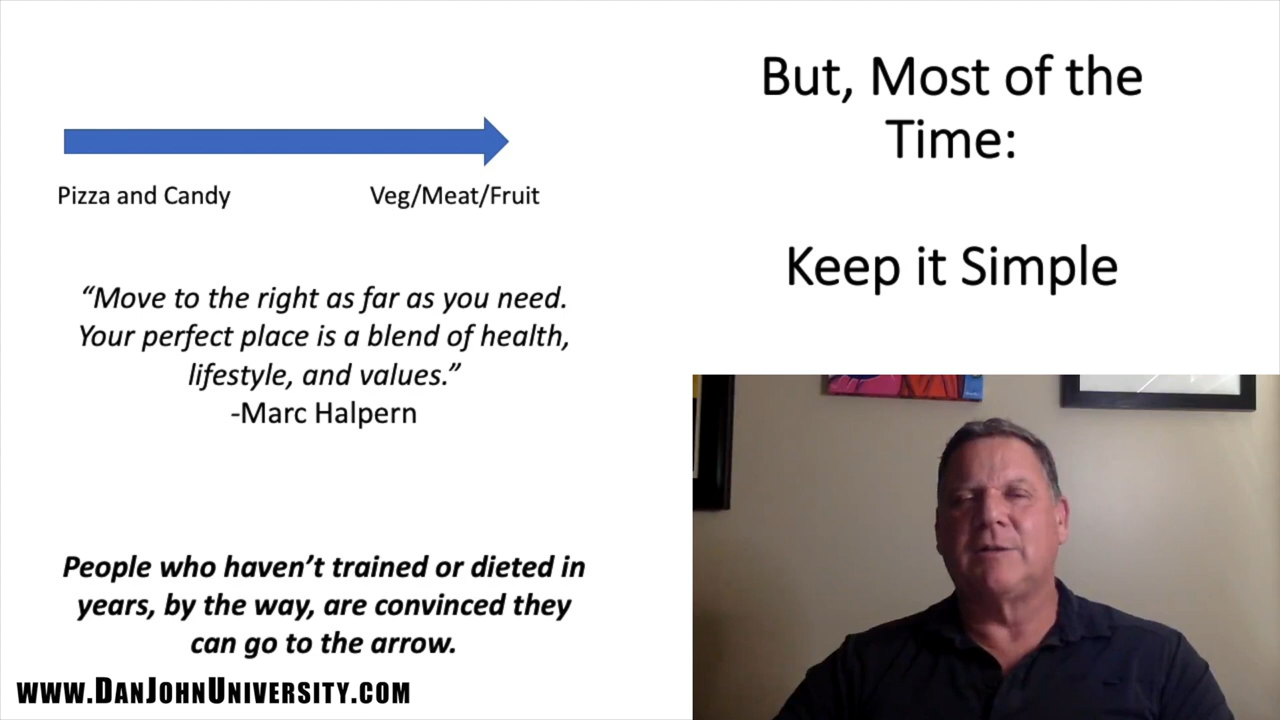 But, Most of the
Time:
Keep it Simple
Pizza and Candy
Veg/Meat/Fruit
“Move to the right as far as you need.
Your perfect place is a blend of health,
lifestyle, and values.”
-Marc Halpern
People who haven’t trained or dieted in
years, by the way, are convinced they
can go to the arrow.
www.DanJohnUniversity.com